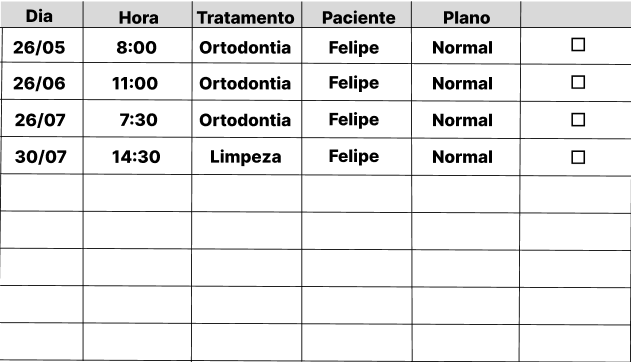 Dia Hora Tratamento Paciente Plano
26/05 8:00 Ortodontia Felipe Normal
26/06 11:00 Ortodontia Felipe Normal
26/07 7:30 Ortodontia Felipe Normal
30/07 14:30 Limpeza Felipe Normal